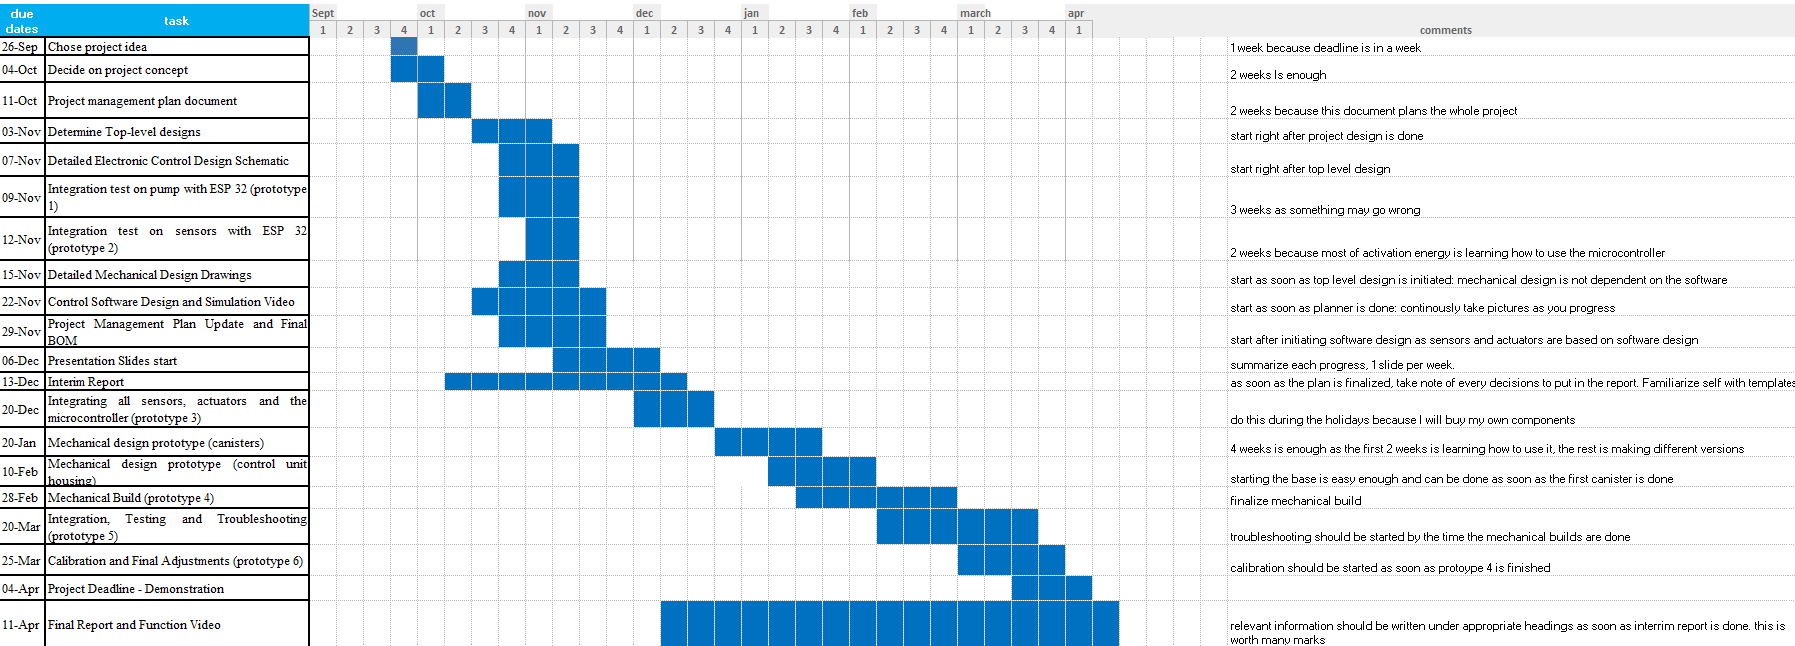 due dates task Sept oct nov dec jan feb march apr
1 2 3 4 1 2 3 4 1 2 3 4 1 2 3 4 1 2 3 4 1 2 3 4 1 2 3 4 1 comments
26-Sep Chose project idea 1 week because deadline is in a week
04-Oct Decide on project concept 2 weeks Is enough
11-Oct Project management plan document 2 weeks because this document plans the whole project
03-Nov Determine Top-level designs start right after project design is done
07-Nov Detailed Electronic Control Design Schematic start right after top level design
09-Nov Integration test on pump with ESP 32 (prototype
1) 3 weeks as something may go wrong
12-Nov Integration test on sensors with ESP 32
(prototype 2) 2 weeks because most of activation energy is learning how to use the microcontroller
15-Nov Detailed Mechanical Design Drawings start as soon as top level design is initiated: mechanical design is not dependent on the software
22-Nov Control Software Design and Simulation Video start as soon as planner is done: continously take pictures as you progress
29-Nov Project Management Plan Update and Final
BOM start after initiating software design as sensors and actuators are based on software design
06-Dec Presentation Slides start summarize each progress, 1 slide per week.
13-Dec Interim Report as soon as the plan is finalized, take note of every decisions to put in the report. Familiarize self with templates
20-Dec Integrating all sensors, actuators and the
microcontroller (prototype 3) do this during the holidays because I will buy my own components
20-Jan Mechanical design prototype (canisters) 4 weeks is enough as the first 2 weeks is learning how to use it, the rest is making different versions
10-Feb Mechanical design prototype (control unit
housing) starting the base is easy enough and can be done as soon as the first canister is done
28-Feb Mechanical Build (prototype 4) finalize mechanical build
20-Mar Integration, Testing and Troubleshooting
(prototype 5) troubleshooting should be started by the time the mechanical builds are done
25-Mar Calibration and Final Adjustments (prototype 6) calibration should be started as soon as protoype 4 is finished
04-Apr Project Deadline - Demonstration
11-Apr Final Report and Function Video relevant information should be written under appropriate headings as soon as interrim report is done. this is
worth many marks